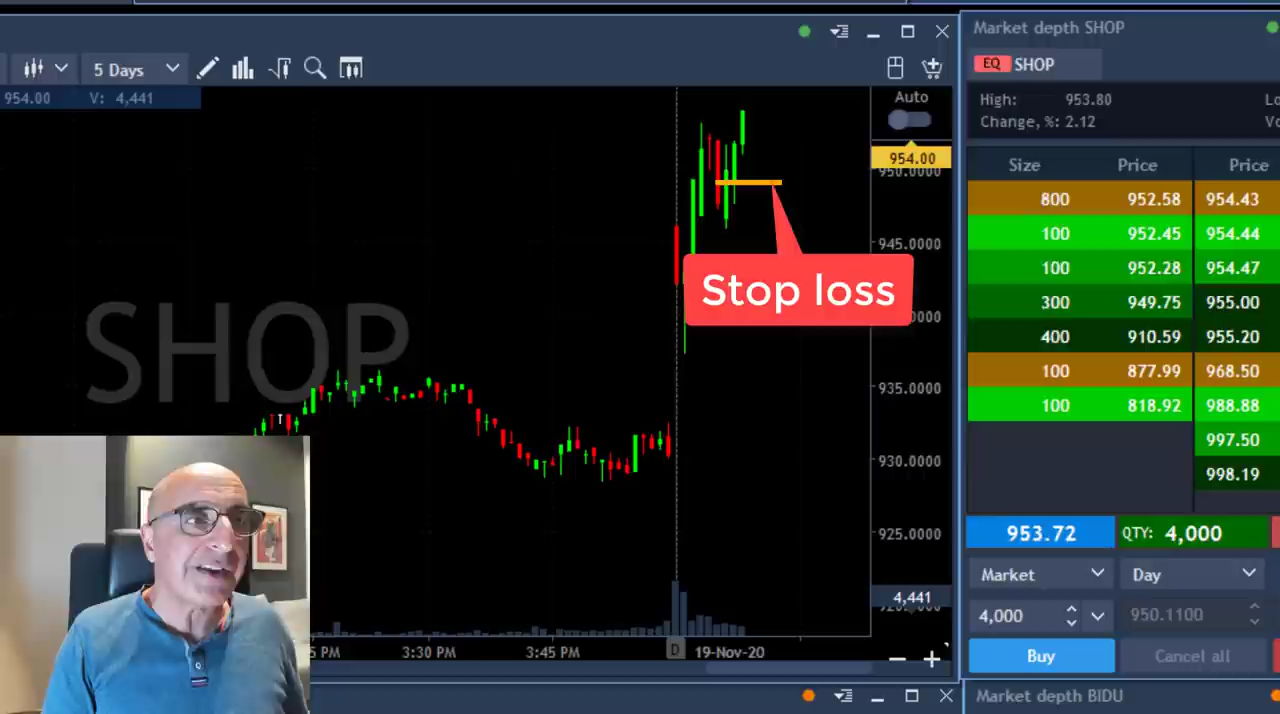 Market depth SHOP
5 Days
EQ SHOP
954.00 V: 4,441
Auto
High: 953.80
Change, %: 2.12
954.00
950.0000
Size Price Price
800 952.58 954.43
100 952.45 954.44
945.0000
100 952.28 954.47
Stop loss
300 949.75 955.00
400 910.59 955.20
SHOP
100 877.99 968.50
935.0000
100 818.92 988.88
997.50
930.0000
998.19
925.0000
953.72 QTY: 4,000
Market Day
4,441
4,000 950.1100
3:30 PM 3:45 PM D 19-Nov-20
Buy Cancel all
Market depth BIDU